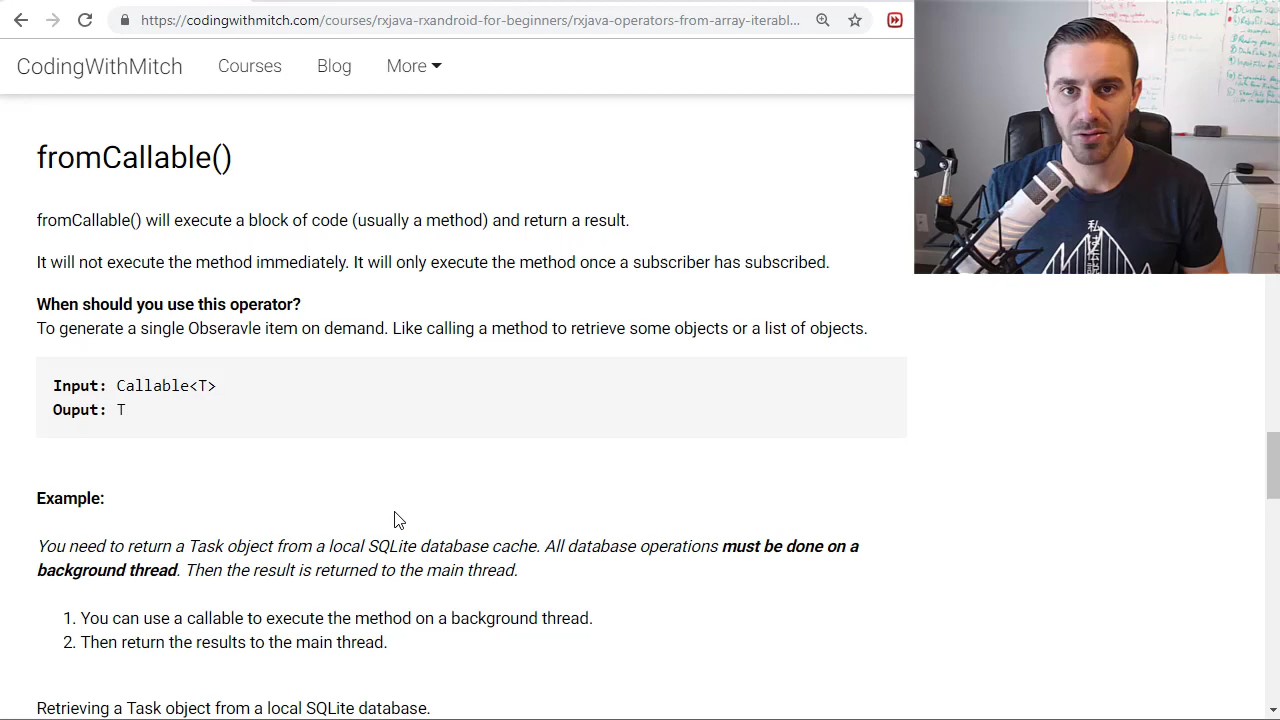 https://codingwithmitch.com/courses/rxjava-rxandroid-for-beginners/rxjava-operators-from-array-iterabl...
CodingWithMitch Courses Blog More
fromCallable()
fromCallable() will execute a block of code (usually a method) and return a result.
It will not execute the mathod immediately. It will only execute the method once a subscriber has subscribed.
When should you use this operator?
To generate a single Obseravle item on demand. Like calling a method to retrieve some objects or a list of objects.
Input: Callable<T>
Ouput: T
Example:
You need to return a Task object from a local SQLite database cache. All database operations must be done on a
background thread. Then the result is returned to the main thread.
1. You can use a callable to execute the method on a background thread.
2. Then return the results to the main thread.
Retrieving a Task object from a local SQLite database.